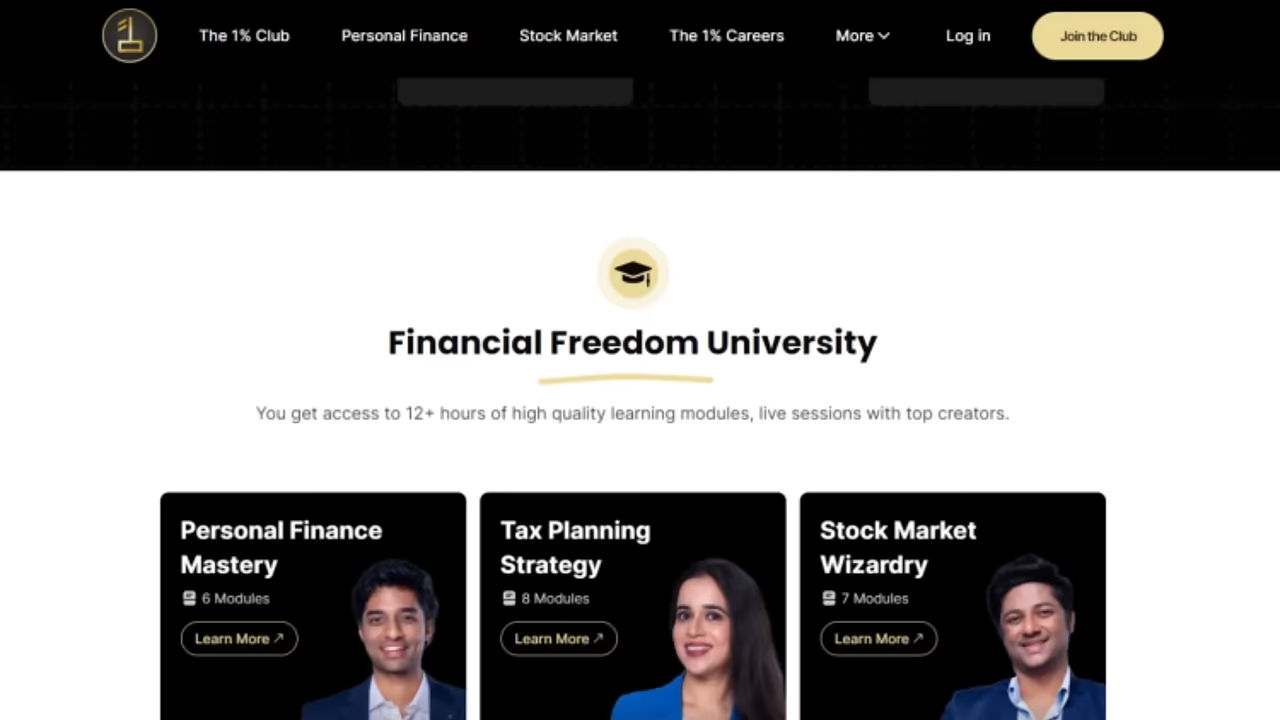 The 1% Club
Personal Finance
Stock Market
The 1% Careers
More
Log in
Join the Club
Financial Freedom University
You get access to 12+ hours of high quality learning modules, live sessions with top creators.
Personal Finance
Mastery
6 Modules
Learn More
Tax Planning
Strategy
8 Modules
Learn More
Stock Market
Wizardry
7 Modules
Learn More